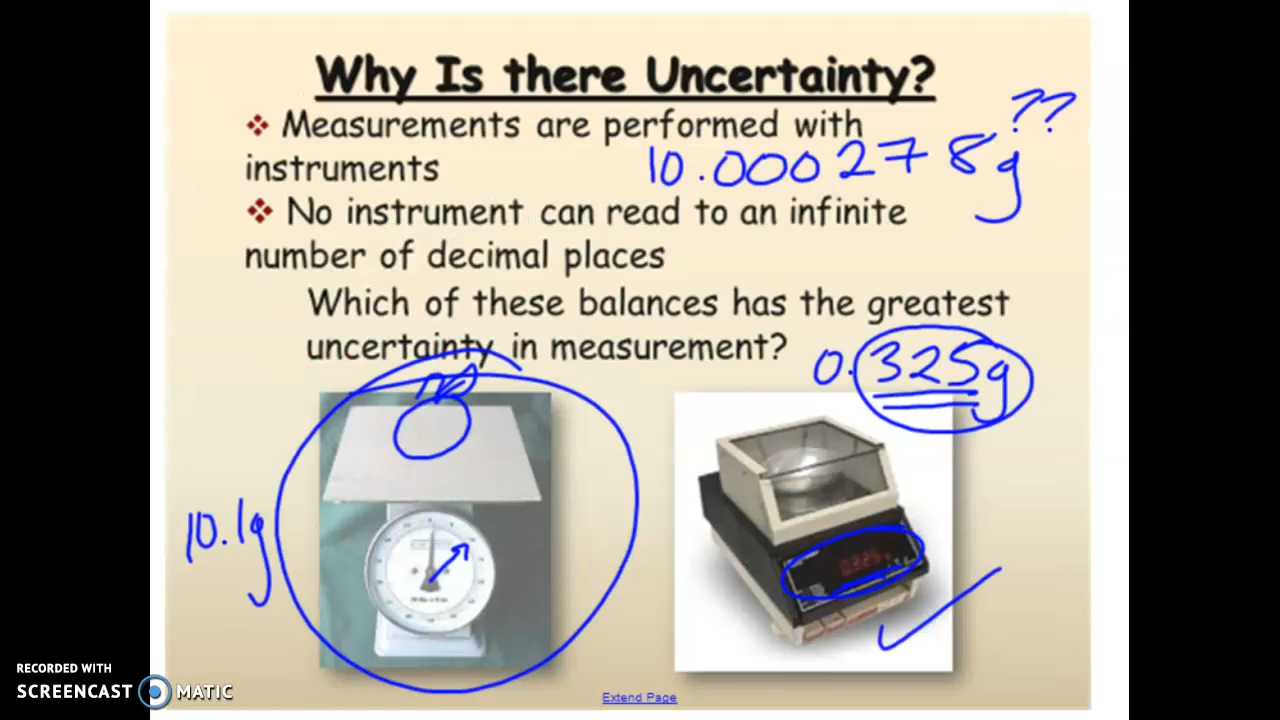 Why Is there Uncertainty?
❖ Measurements are performed with
instruments
10.000278g ??
❖ No instrument can read to an infinite
number of decimal places
Which of these balances has the greatest
uncertainty in measurement?
0.325g
10.1g
0.325
Extend Page
RECORDED WITH
SCREENCAST MATIC